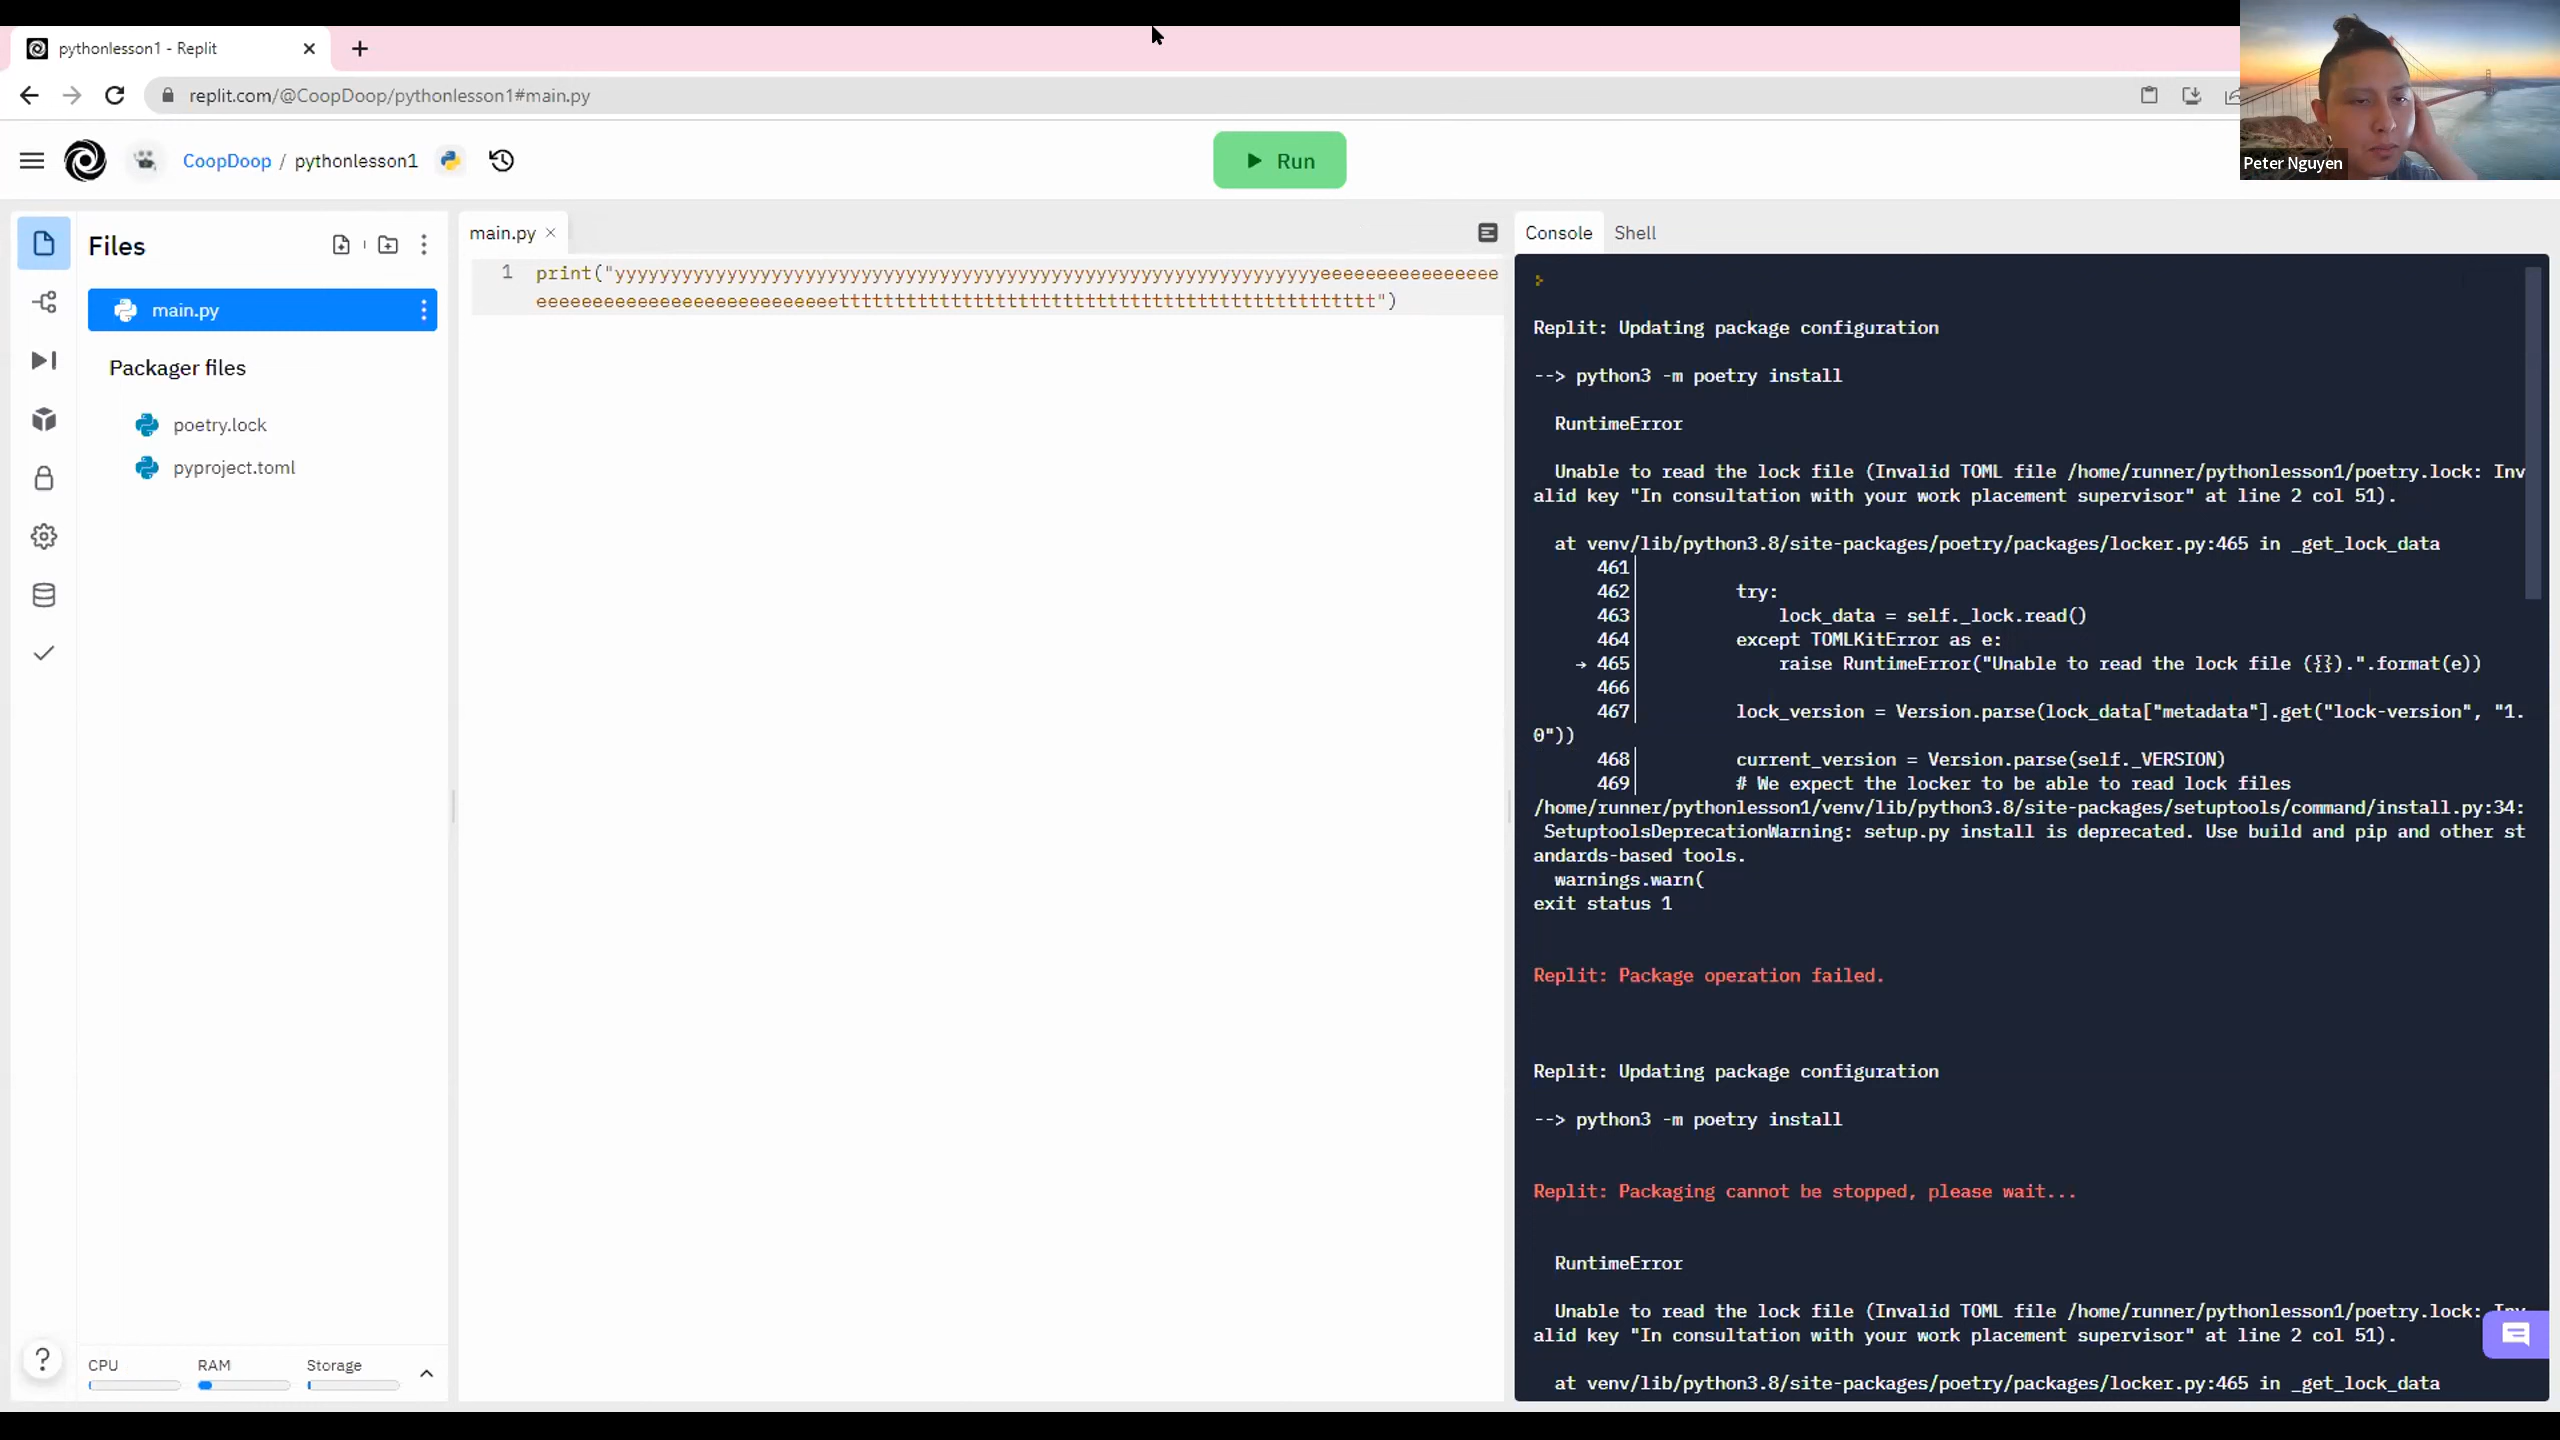 pythonlesson1 - Replit
replit.com/@CoopDoop/pythonlesson1#main.py
CoopDoop / pythonlesson1
Run
Peter Nguyen
Files
main.py
Packager files
poetry.lock
pyproject.toml
CPU RAM Storage
main.py
1 print("yyyyyyyyyyyyyyyyyyyyyyyyyyyyyyyyyyyyyyyyyyyyyyyyyyyyyyyyyyyyyyyeeeeeeeeeeeeeeee
eeeeeeeeeeeeeeeeeeeeeeeeeeetttttttttttttttttttttttttttttttttttttttttttttttt")
Console Shell
Replit: Updating package configuration
--> python3 -m poetry install
RuntimeError
Unable to read the lock file (Invalid TOML file /home/runner/pythonlesson1/poetry.lock: Inv
alid key "In consultation with your work placement supervisor" at line 2 col 51).
at venv/lib/python3.8/site-packages/poetry/packages/locker.py:465 in _get_lock_data
461
462 try:
463 lock_data = self._lock.read()
464 except TOMLKitError as e:
→ 465 raise RuntimeError("Unable to read the lock file ({}).".format(e))
466
467 lock_version = Version.parse(lock_data["metadata"].get("lock-version", "1.
0"))
468 current_version = Version.parse(self._VERSION)
469 # We expect the locker to be able to read lock files
/home/runner/pythonlesson1/venv/lib/python3.8/site-packages/setuptools/command/install.py:34:
SetuptoolsDeprecationWarning: setup.py install is deprecated. Use build and pip and other st
andards-based tools.
warnings.warn(
exit status 1
Replit: Package operation failed.
Replit: Updating package configuration
--> python3 -m poetry install
Replit: Packaging cannot be stopped, please wait...
RuntimeError
Unable to read the lock file (Invalid TOML file /home/runner/pythonlesson1/poetry.lock: Inv
alid key "In consultation with your work placement supervisor" at line 2 col 51).
at venv/lib/python3.8/site-packages/poetry/packages/locker.py:465 in _get_lock_data